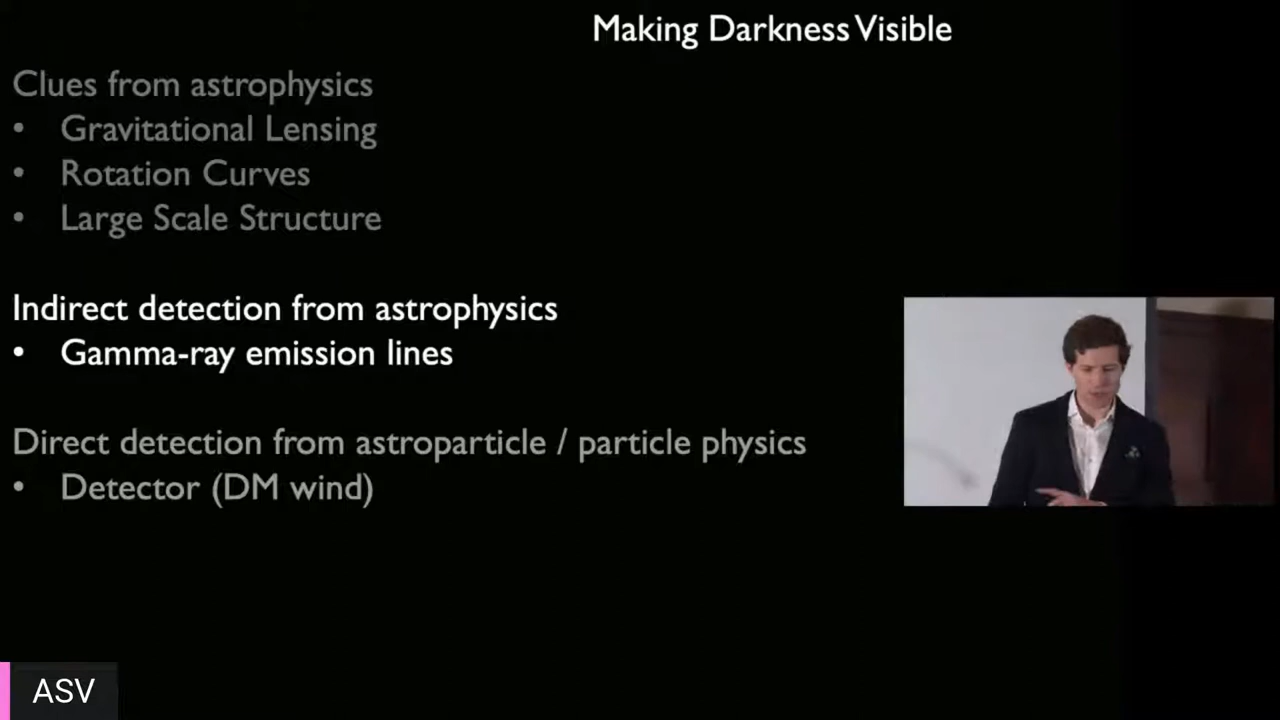 Making Darkness Visible
Clues from astrophysics
• Gravitational Lensing
• Rotation Curves
• Large Scale Structure
Indirect detection from astrophysics
• Gamma-ray emission lines
Direct detection from astroparticle / particle physics
• Detector (DM wind)
ASV